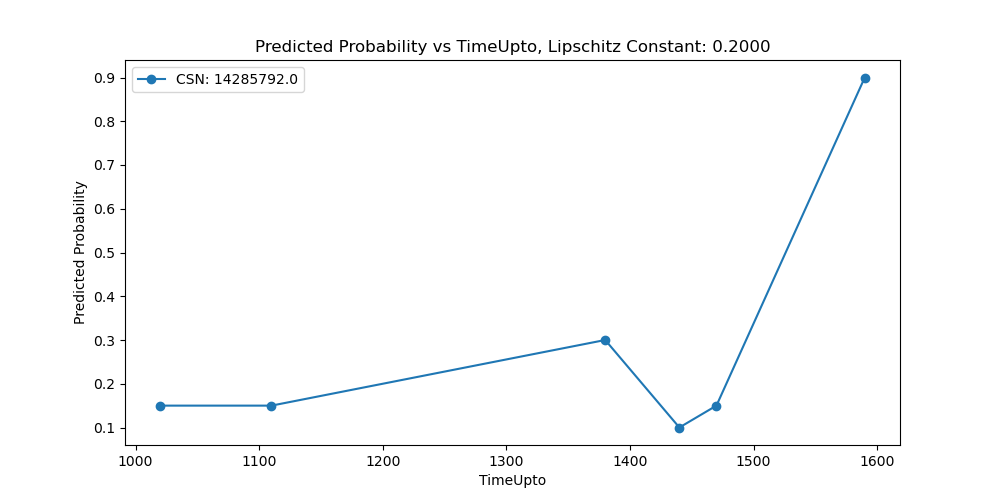 Predicted Probability vs TimeUpto, Lipschitz Constant: 0.2000
CSN: 14285792.0
0.9
0.8
0.7
0.6
0.5
0.4
0.3
0.2
0.1
Predicted Probability
1000 1100 1200 1300 1400 1500 1600
TimeUpto